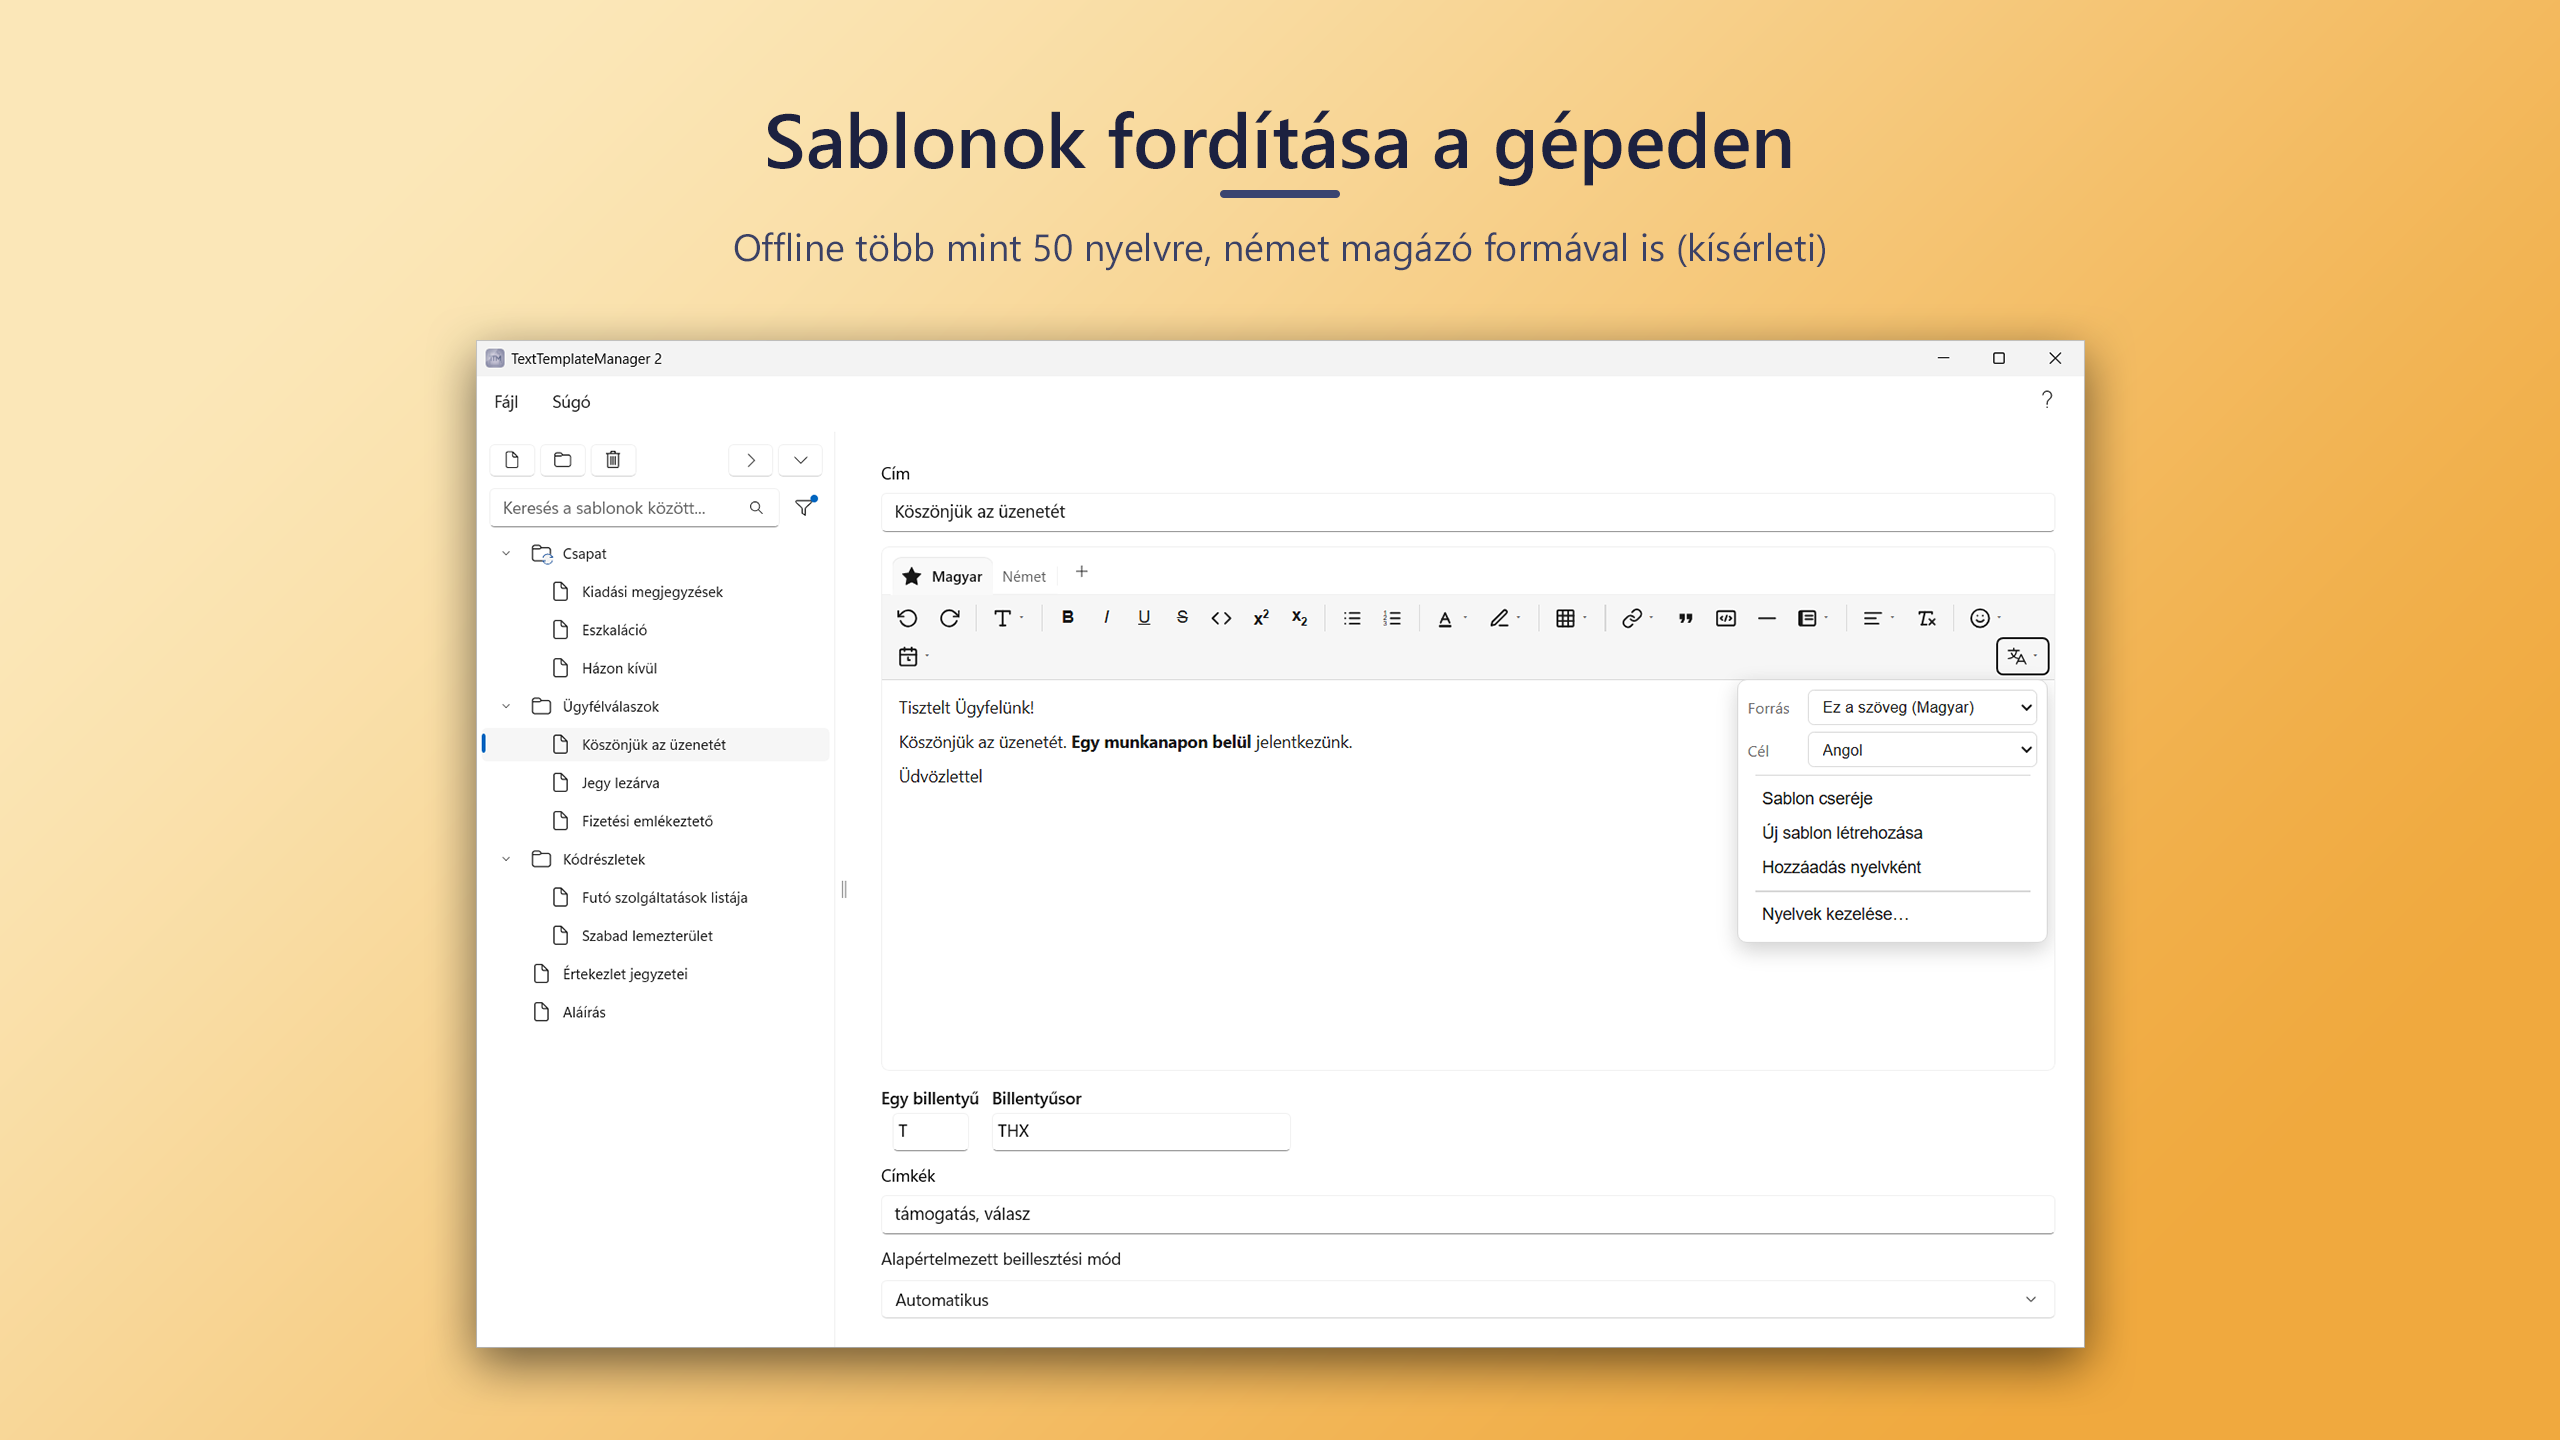 Sablonok fordítása a gépeden
Offline több mint 50 nyelvre, német magázó formával is (kísérleti)
TextTemplateManager 2
Fájl Súgó
Keresés a sablonok között...
Csapat
Kiadási megjegyzések
Eszkaláció
Házon kívül
Ügyfélválaszok
Köszönjük az üzenetét
Jegy lezárva
Fizetési emlékeztető
Kódrészletek
Futó szolgáltatások listája
Szabad lemezterület
Értekezlet jegyzetei
Aláírás
Cím
Köszönjük az üzenetét
Magyar Német
Tisztelt Ügyfelünk!
Köszönjük az üzenetét. Egy munkanapon belül jelentkezünk.
Üdvözlettel
Forrás Ez a szöveg (Magyar)
Cél Angol
Sablon cseréje
Új sablon létrehozása
Hozzáadás nyelvként
Nyelvek kezelése…
Egy billentyű Billentyűsor
T THX
Címkék
támogatás, válasz
Alapértelmezett beillesztési mód
Automatikus